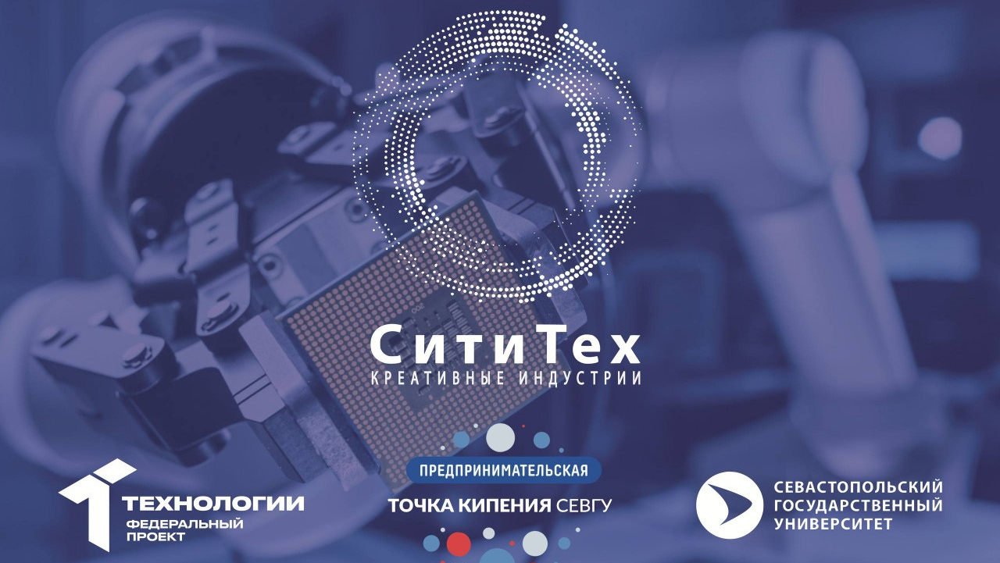 СитиТех
КРЕАТИВНЫЕ ИНДУСТРИИ
ПРЕДПРИНИМАТЕЛЬСКАЯ
ТОЧКА КИПЕНИЯ СЕВГУ
ТЕХНОЛОГИИ
ФЕДЕРАЛЬНЫЙ
ПРОЕКТ
СЕВАСТОПОЛЬСКИЙ
ГОСУДАРСТВЕННЫЙ
УНИВЕРСИТЕТ